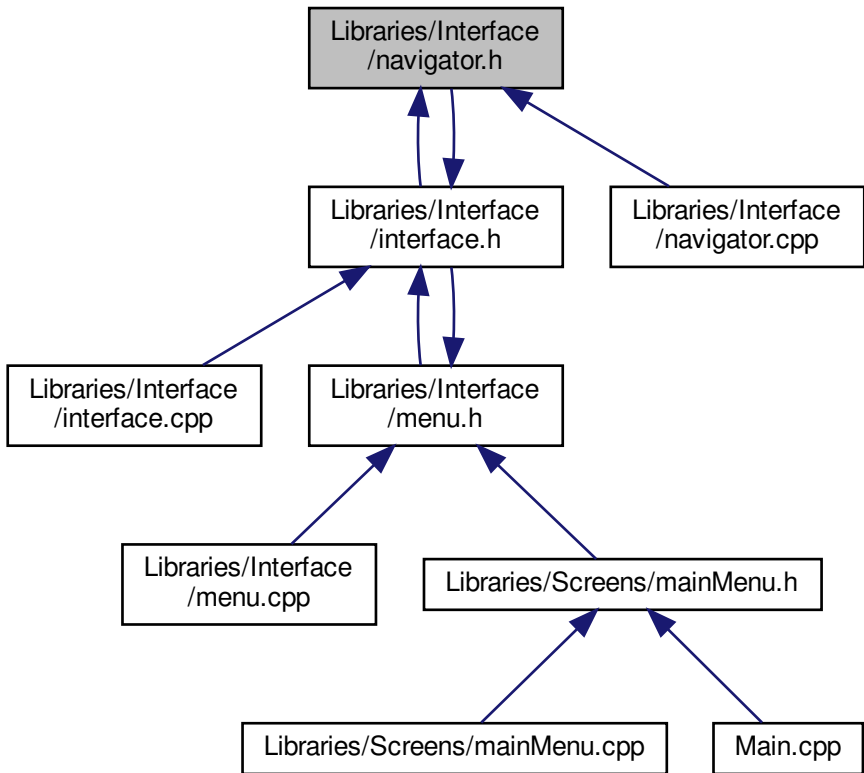 Libraries/Interface
/navigator.h
Libraries/Interface
/interface.h
Libraries/Interface
/navigator.cpp
Libraries/Interface
/interface.cpp
Libraries/Interface
/menu.h
Libraries/Interface
/menu.cpp
Libraries/Screens/mainMenu.h
Libraries/Screens/mainMenu.cpp
Main.cpp